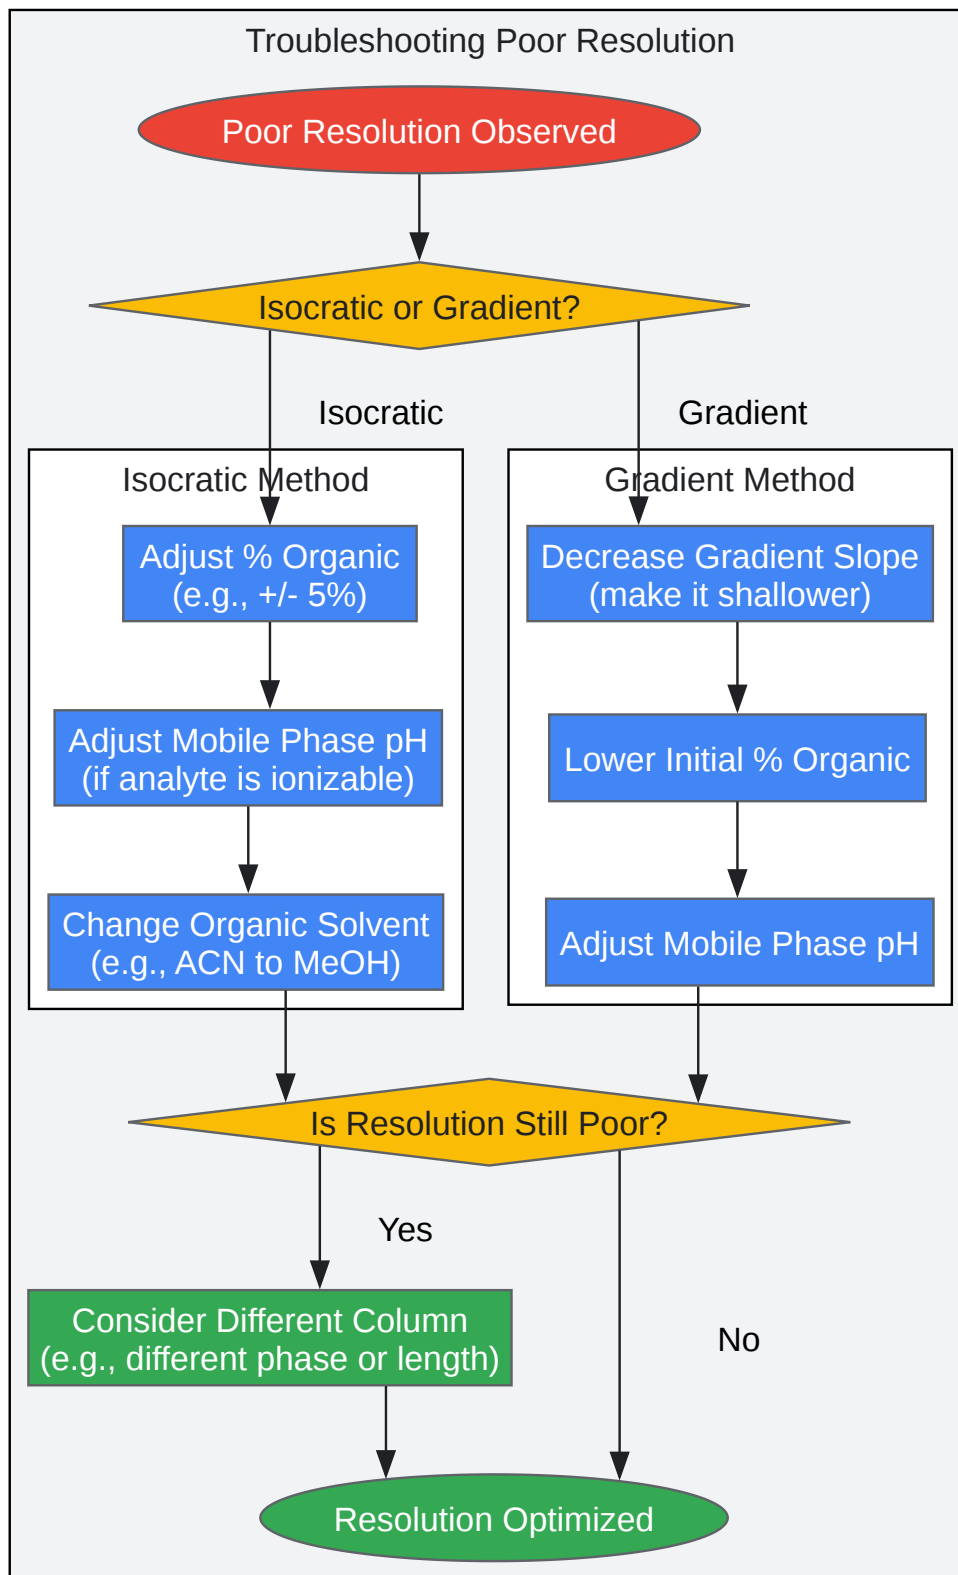 Troubleshooting Poor Resolution
Poor Resolution Observed
Isocratic or Gradient?
Isocratic
Gradient
Isocratic Method
Adjust % Organic
(e.g., +/- 5%)
Adjust Mobile Phase pH
(if analyte is ionizable)
Change Organic Solvent
(e.g., ACN to MeOH)
Gradient Method
Decrease Gradient Slope
(make it shallower)
Lower Initial % Organic
Adjust Mobile Phase pH
Is Resolution Still Poor?
Yes
No
Consider Different Column
(e.g., different phase or length)
Resolution Optimized